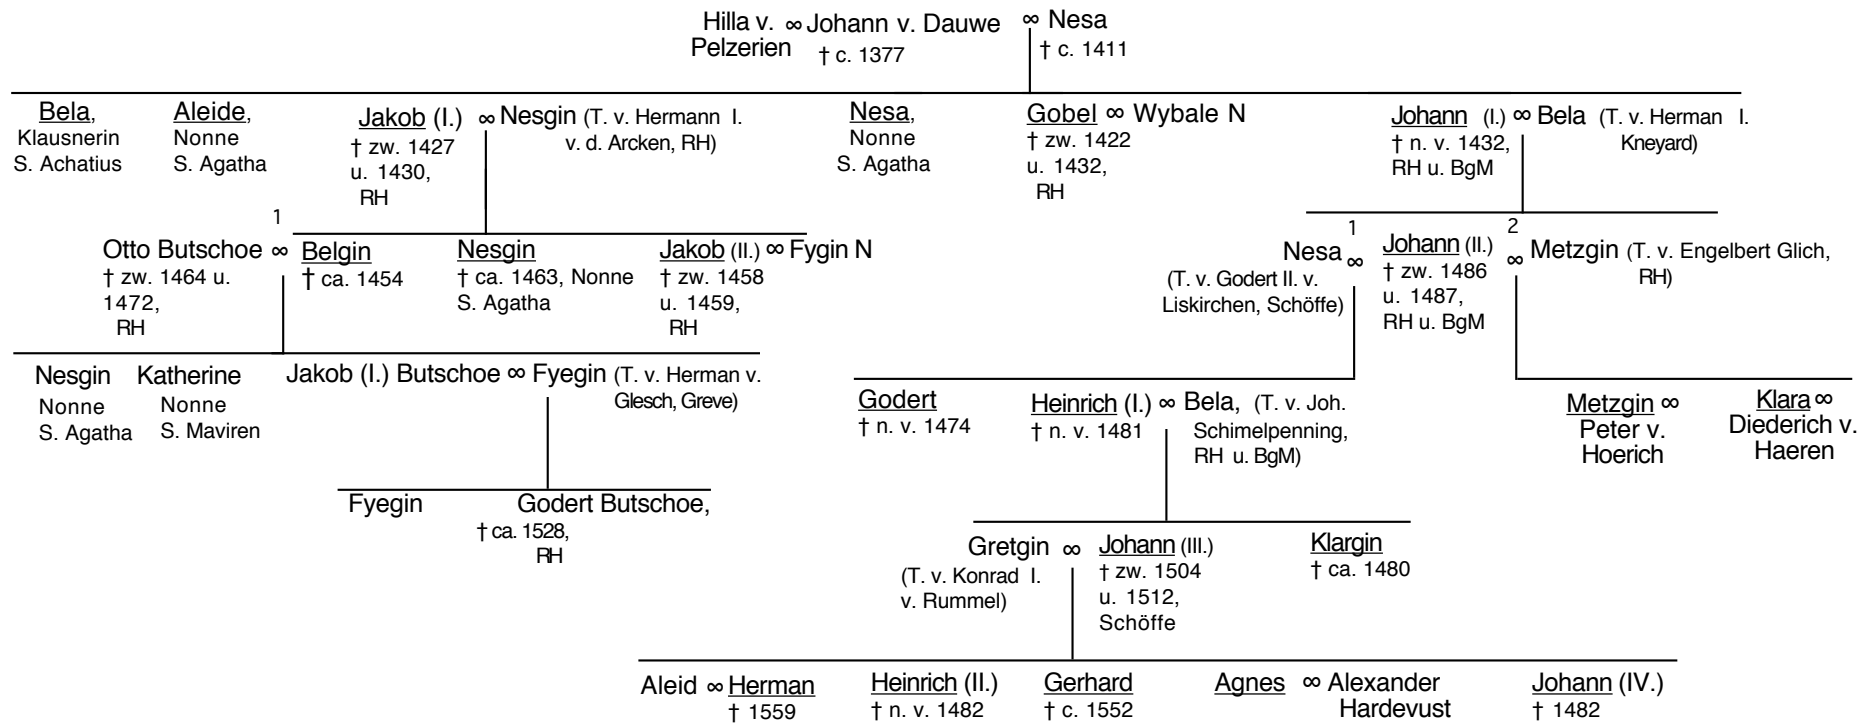 Hilla v. ∞ Johann v. Dauwe ∞ Nesa
Pelzerien † c. 1377 † c. 1411
Bela, Aleide, Jakob (I.) ∞ Nesgin (T. v. Hermann I. Nesa, Gobel ∞ Wybale N Johann (I.) ∞ Bela (T. v. Herman I.
Klausnerin Nonne † zw. 1427 v. d. Arcken, RH) Nonne † zw. 1422 † n. v. 1432, Kneyard)
S. Achatius S. Agatha u. 1430, S. Agatha u. 1432, RH u. BgM
RH RH
1 1 2
Otto Butschoe ∞ Belgin Nesgin Jakob (II.) ∞ Fygin N Nesa ∞ Johann (II.) ∞ Metzgin (T. v. Engelbert Glich,
† zw. 1464 u. † ca. 1454 † ca. 1463, Nonne † zw. 1458 (T. v. Godert II. v. † zw. 1486 RH)
1472, S. Agatha u. 1459, Liskirchen, Schöffe) u. 1487,
RH RH RH u. BgM
Nesgin Katherine Jakob (I.) Butschoe ∞ Fyegin (T. v. Herman v.
Nonne Nonne Glesch, Greve)
S. Agatha S. Maviren
Godert Heinrich (I.) ∞ Bela, (T. v. Joh. Metzgin ∞ Klara ∞
† n. v. 1474 † n. v. 1481 Schimelpenning, Peter v. Diederich v.
RH u. BgM) Hoerich Haeren
Fyegin Godert Butschoe,
† ca. 1528,
RH
Gretgin ∞ Johann (III.) Klargin
(T. v. Konrad I. † zw. 1504 † ca. 1480
v. Rummel) u. 1512,
Schöffe
Aleid ∞ Herman Heinrich (II.) Gerhard Agnes ∞ Alexander Johann (IV.)
† 1559 † n. v. 1482 † c. 1552 Hardevust † 1482